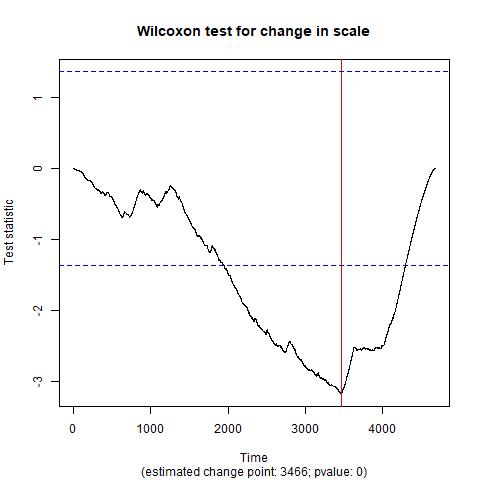 Wilcoxon test for change in scale
Test statistic
1
0
-1
-2
-3
0 1000 2000 3000 4000
Time
(estimated change point: 3466; pvalue: 0)